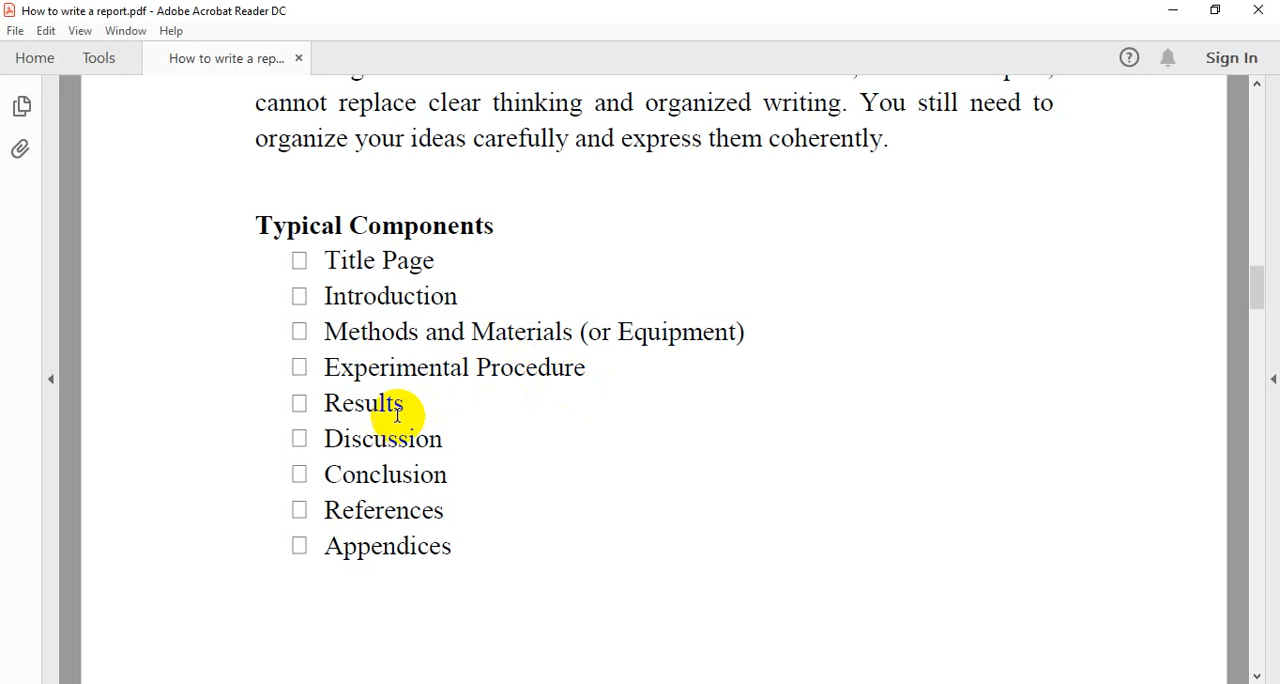 How to write a report.pdf - Adobe Acrobat Reader DC
File Edit View Window Help
Home Tools How to write a rep... × Sign In
cannot replace clear thinking and organized writing. You still need to
organize your ideas carefully and express them coherently.
Typical Components
Title Page
Introduction
Methods and Materials (or Equipment)
Experimental Procedure
Results
Discussion
Conclusion
References
Appendices